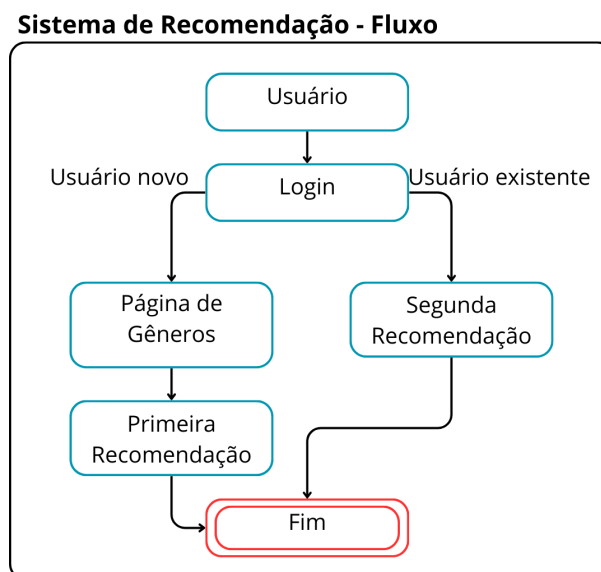 Sistema de Recomendação - Fluxo
Usuário
Usuário novo
Login
Usuário existente
Página de
Gêneros
Segunda
Recomendação
Primeira
Recomendação
Fim